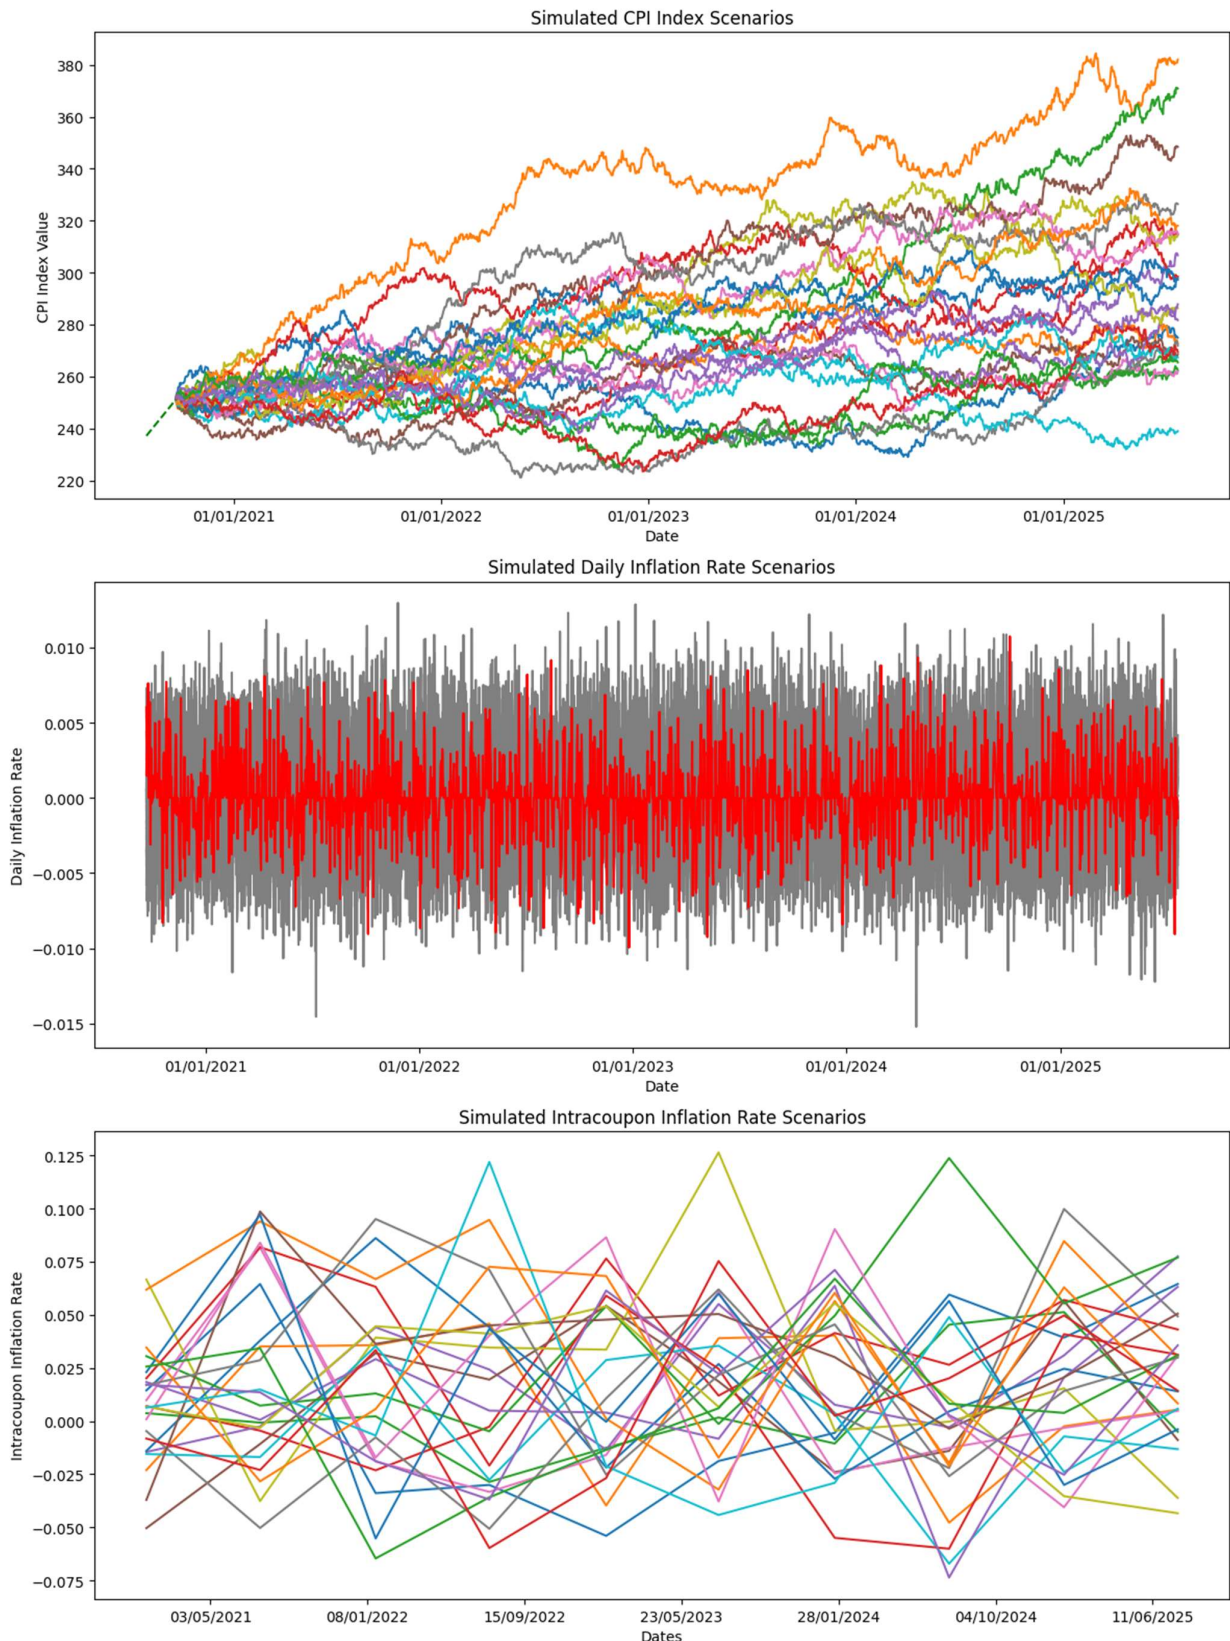 Simulated CPI Index Scenarios
CPI Index Value
380
360
340
320
300
280
260
240
220
01/01/2021 01/01/2022 01/01/2023 01/01/2024 01/01/2025
Date
Simulated Daily Inflation Rate Scenarios
Daily Inflation Rate
0.010
0.005
0.000
−0.005
−0.010
−0.015
01/01/2021 01/01/2022 01/01/2023 01/01/2024 01/01/2025
Date
Simulated Intracoupon Inflation Rate Scenarios
Intracoupon Inflation Rate
0.125
0.100
0.075
0.050
0.025
0.000
−0.025
−0.050
−0.075
03/05/2021 08/01/2022 15/09/2022 23/05/2023 28/01/2024 04/10/2024 11/06/2025
Dates